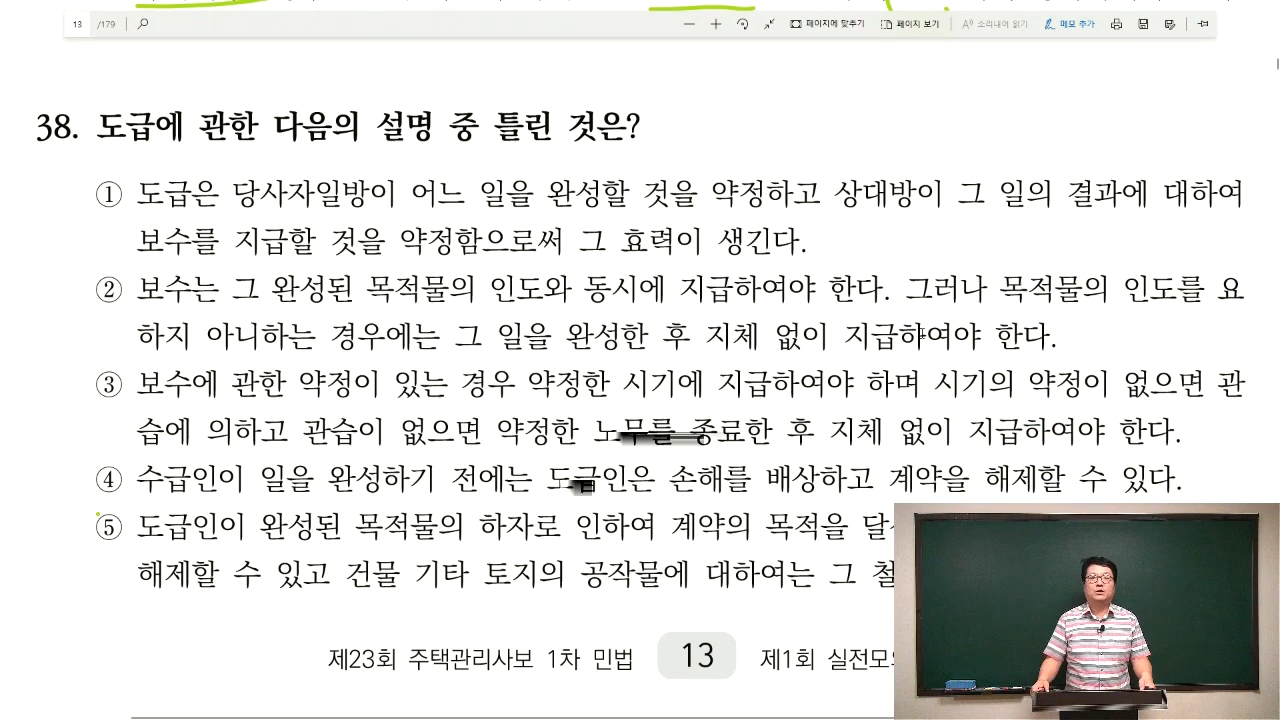 13 /179 페이지에 맞추기 페이지 보기 소리내어 읽기 메모 추가
38. 도급에 관한 다음의 설명 중 틀린 것은?
① 도급은 당사자일방이 어느 일을 완성할 것을 약정하고 상대방이 그 일의 결과에 대하여
보수를 지급할 것을 약정함으로써 그 효력이 생긴다.
② 보수는 그 완성된 목적물의 인도와 동시에 지급하여야 한다. 그러나 목적물의 인도를 요
하지 아니하는 경우에는 그 일을 완성한 후 지체 없이 지급하여야 한다.
③ 보수에 관한 약정이 있는 경우 약정한 시기에 지급하여야 하며 시기의 약정이 없으면 관
습에 의하고 관습이 없으면 약정한 노무를 종료한 후 지체 없이 지급하여야 한다.
④ 수급인이 일을 완성하기 전에는 도급인은 손해를 배상하고 계약을 해제할 수 있다.
⑤ 도급인이 완성된 목적물의 하자로 인하여 계약의 목적을
해제할 수 있고 건물 기타 토지의 공작물에 대하여는 그
제23회 주택관리사보 1차 민법 13 제1회